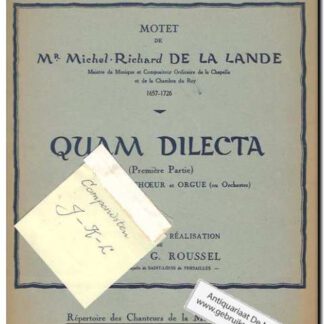 MOTET
DE
MR. Michel-Richard DE LA LANDE
Maistre de Musique et Compositeur Ordinaire de la Chapelle
et de la Chambre du Roy
1657-1726
QUAM DILECTA
(Première Partie)
CHŒUR et ORGUE (ou Orchestre)
Componisten
J-K-L
RÉALISATION
DE
G. ROUSSEL
SAINT-LOUIS DE VERSAILLES
Antiquariaat De
www.gebruik
Répertoire des Chanteurs de la